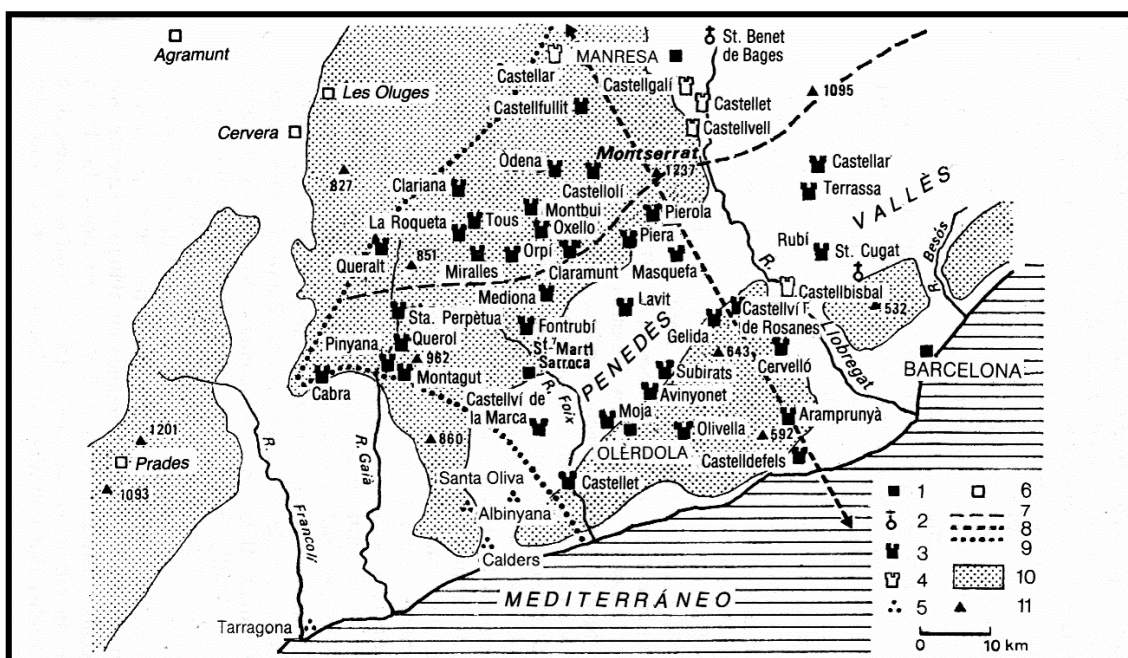 Agramunt
Les Oluges
Cervera
827
Castellar
MANRESA
St. Benet
de Bages
Castellgalí
Castellet
Castellvell
Castellfullit
1095
Òdena
Montserrat
1237
Castellolí
Clariana
Castellar
Terrassa
VALLÈS
La Roqueta
Tous
Montbui
Oxello
Pierola
Queralt
851
Miralles
Orpí
Claramunt
Piera
Masquefa
Rubí
St. Cugat
R. Besós
Castellbisbal
532
Mediona
Lavit
Sta. Perpètua
Fontrubí
PENEDÈS
Gelida
Castellví
de Rosanes
R. Llobregat
Pinyana
Querol
962
St. Martí
Sarroca
643
Cervelló
BARCELONA
Cabra
Montagut
R. Foix
Subirats
Avinyonet
Castellví de
la Marca
Moja
OLÈRDOLA
Olivella
592
Aramprunyà
Castelldefels
1201
Prades
1093
R. Francolí
R. Gaià
860
Santa Oliva
Albinyana
Castellet
Calders
Tarragona
MEDITERRÁNEO
1
2
3
4
5
6
7
8
9
10
11
0 10 km